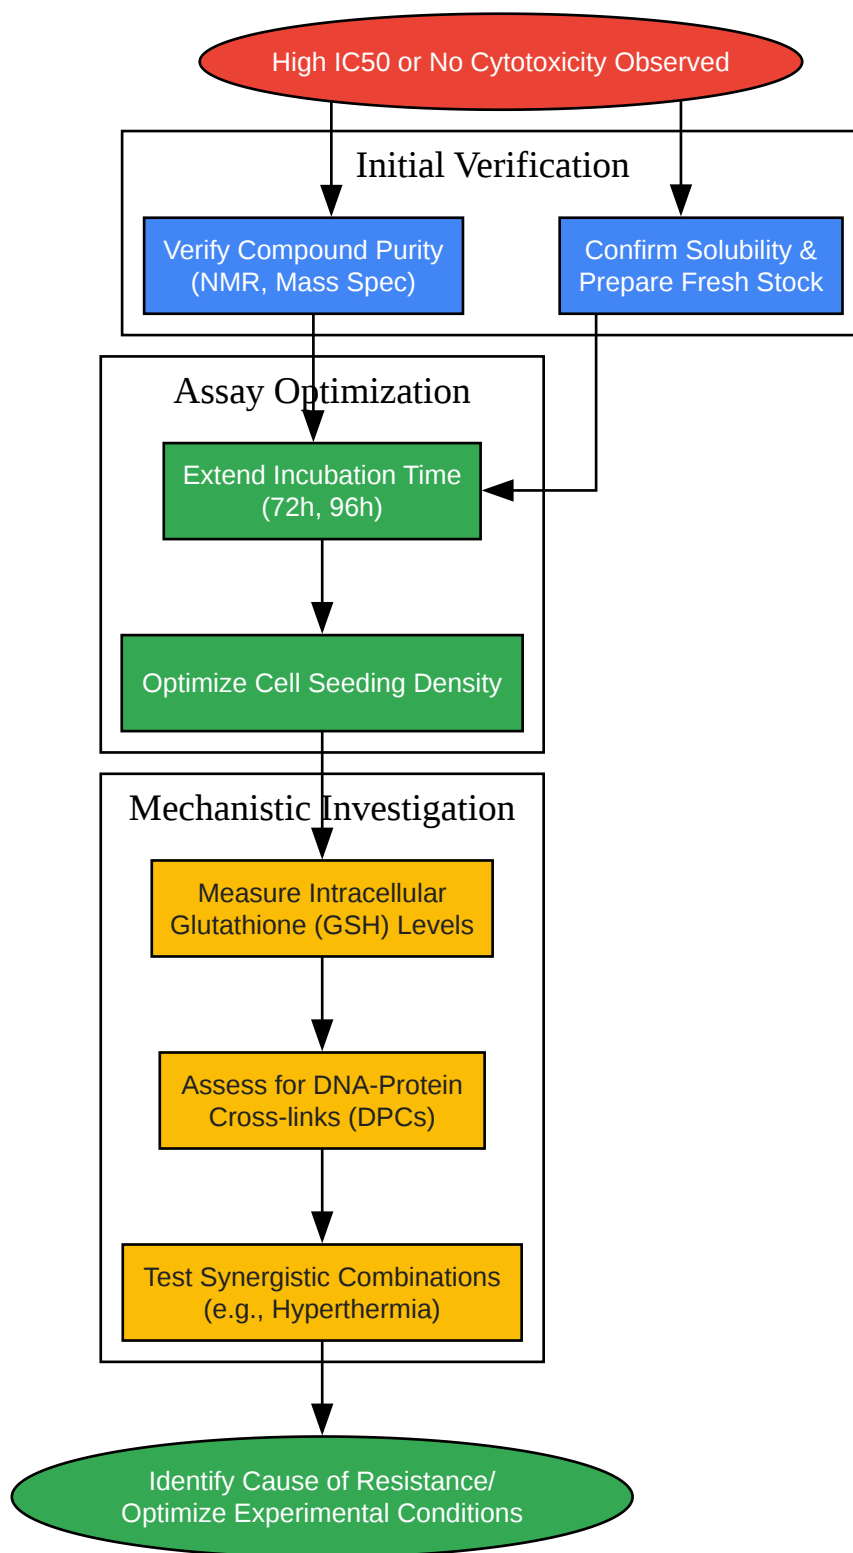 High IC50 or No Cytotoxicity Observed
Initial Verification
Verify Compound Purity
(NMR, Mass Spec)
Confirm Solubility &
Prepare Fresh Stock
Assay Optimization
Extend Incubation Time
(72h, 96h)
Optimize Cell Seeding Density
Mechanistic Investigation
Measure Intracellular
Glutathione (GSH) Levels
Assess for DNA-Protein
Cross-links (DPCs)
Test Synergistic Combinations
(e.g., Hyperthermia)
Identify Cause of Resistance/
Optimize Experimental Conditions